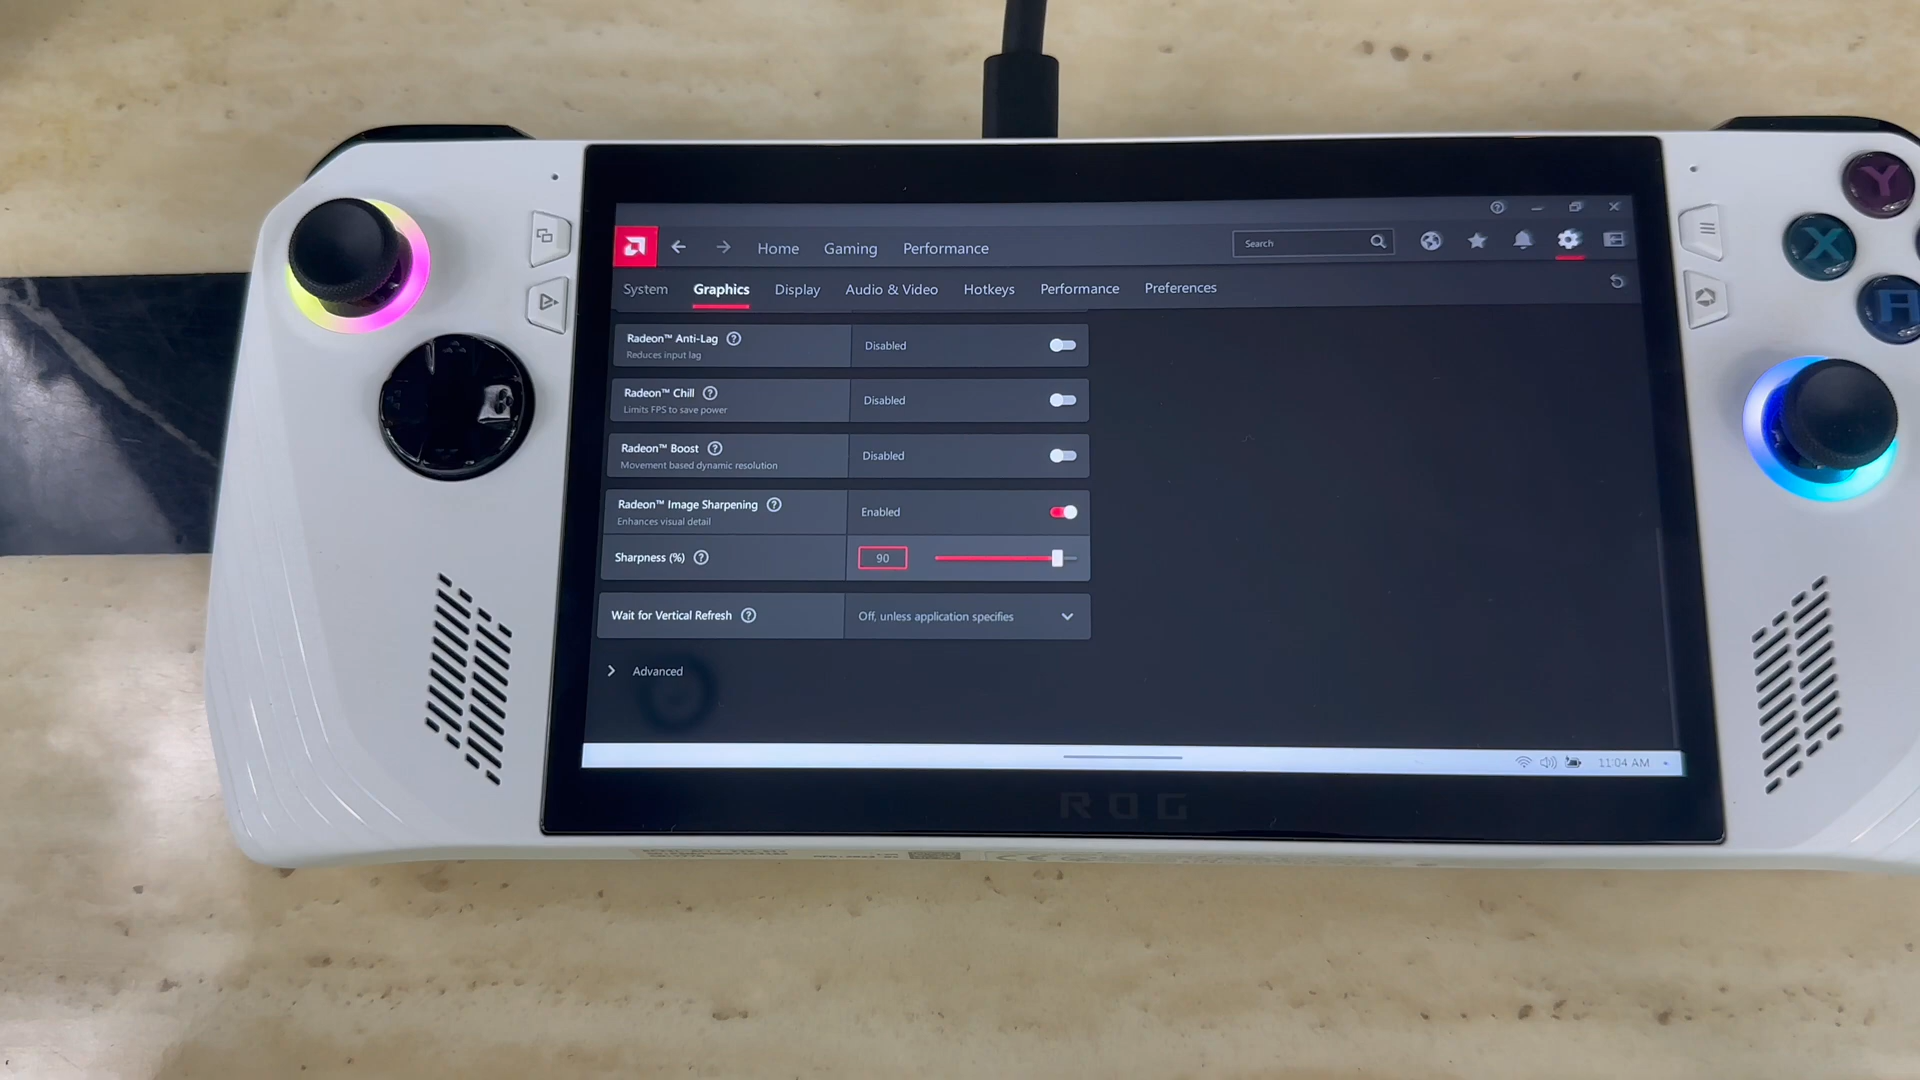 Home Gaming Performance Search
System Graphics Display Audio & Video Hotkeys Performance Preferences
Radeon™ Anti-Lag
Reduces input lag
Disabled
Radeon™ Chill
Limits FPS to save power
Disabled
Radeon™ Boost
Movement based dynamic resolution
Disabled
Radeon™ Image Sharpening
Enhances visual detail
Enabled
Sharpness (%)
90
Wait for Vertical Refresh
Off, unless application specifies
Advanced
11:04 AM
ROG
Y
X
A